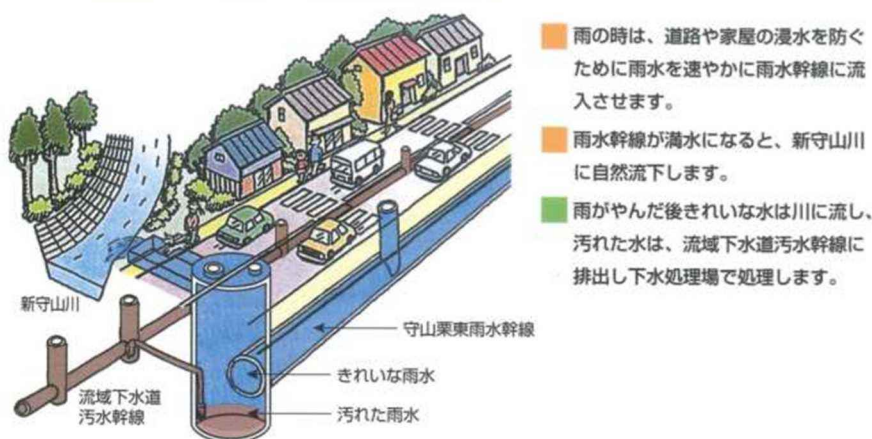 雨の時は、道路や家屋の浸水を防ぐ
ために雨水を速やかに雨水幹線に流
入させます。
雨水幹線が満水になると、新守山川
に自然流下します。
雨がやんだ後きれいな水は川に流し、
汚れた水は、流域下水道汚水幹線に
排出し下水処理場で処理します。
新守山川
守山栗東雨水幹線
きれいな雨水
汚れた雨水
流域下水道
汚水幹線